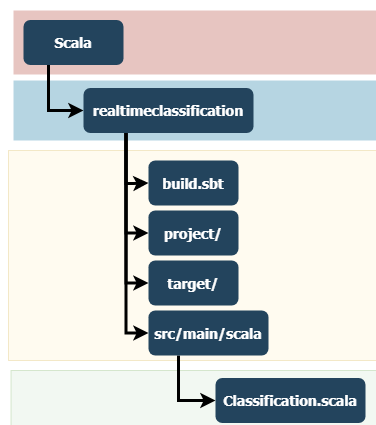 Scala
realtimeclassification
build.sbt
project/
target/
src/main/scala
Classification.scala